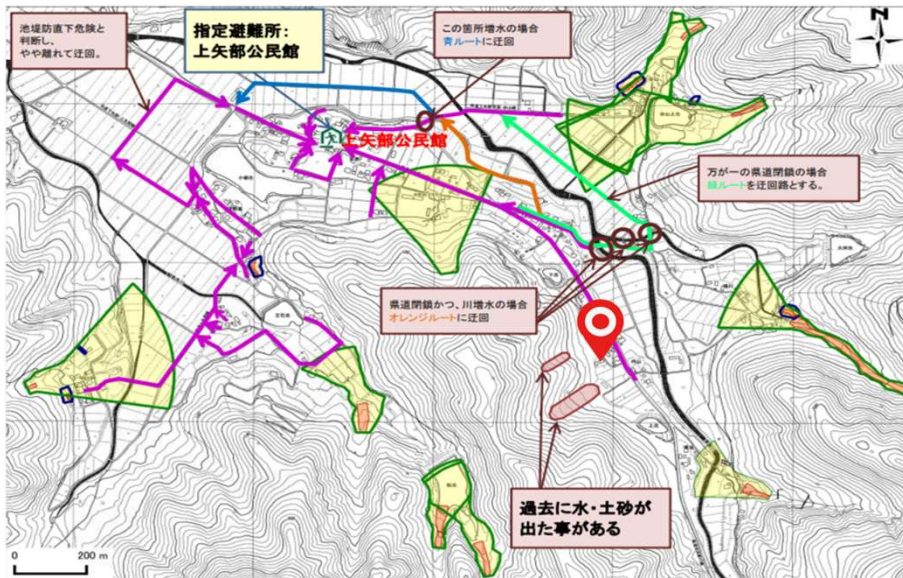 池堤防直下危険と
判断し、
やや離れて迂回。
指定避難所:
上矢部公民館
この箇所増水の場合
青ルートに迂回
N
上矢部公民館
万が一の県道閉鎖の場合
緑ルートを迂回路とする。
県道閉鎖かつ、川増水の場合
オレンジルートに迂回
過去に水・土砂が
出た事がある
0 200 m